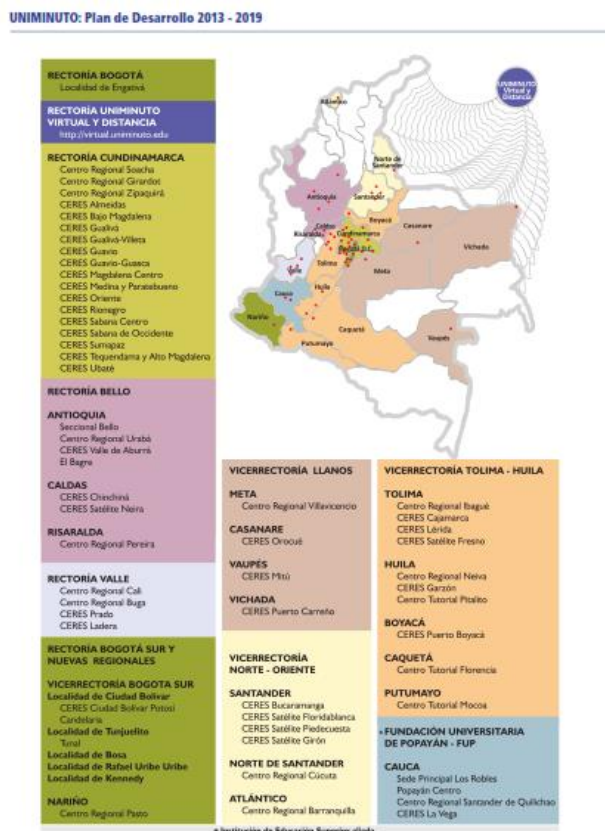 UNIMINUTO: Plan de Desarrollo 2013 - 2019
RECTORÍA BOGOTÁ
Localidad de Engativá
RECTORÍA UNIMINUTO
VIRTUAL Y DISTANCIA
http://virtual.uniminuto.edu
RECTORÍA CUNDINAMARCA
Centro Regional Soacha
Centro Regional Girardot
Centro Regional Zipaquirá
CERES Almeidas
CERES Bajo Magdalena
CERES Gualivá
CERES Gualivá-Villeta
CERES Guavio
CERES Guavio-Guasca
CERES Magdalena Centro
CERES Medina y Paratebueno
CERES Oriente
CERES Rionegro
CERES Sabana Centro
CERES Sabana de Occidente
CERES Sumapaz
CERES Tequendama y Alto Magdalena
CERES Ubaté
RECTORÍA BELLO
ANTIOQUIA
Seccional Bello
Centro Regional Urabá
CERES Valle de Aburrá
El Bagre
CALDAS
CERES Chinchiná
CERES Satélite Neira
RISARALDA
Centro Regional Pereira
RECTORÍA VALLE
Centro Regional Cali
Centro Regional Buga
CERES Prado
CERES Ladera
RECTORÍA BOGOTÁ SUR Y
NUEVAS REGIONALES
VICERRECTRORÍA BOGOTA SUR
Localidad de Ciudad Bolívar
CERES Ciudad Bolívar Potosí
Candelaria
Localidad de Tunjuelito
Tunal
Localidad de Bosa
Localidad de Rafael Uribe Uribe
Localidad de Kennedy
NARIÑO
Centro Regional Pasto
UNIMINUTO
Virtual y
Distancia
Atlántico
Norte de
Santander
Antioquia
Santander
Boyacá
Caldas
Risaralda
Cundinamarca
Casanare
Vichada
Tolima
Meta
Valle
Huila
Cauca
Nariño
Caquetá
Vaupés
Putumayo
VICERRECTORÍA LLANOS
META
Centro Regional Villavicencio
CASANARE
CERES Orocué
VAUPÉS
CERES Mitú
VICHADA
CERES Puerto Carreño
VICERRECTORÍA
NORTE - ORIENTE
SANTANDER
CERES Bucaramanga
CERES Satélite Floridablanca
CERES Satélite Piedecuesta
CERES Satélite Girón
NORTE DE SANTANDER
Centro Regional Cúcuta
ATLÁNTICO
Centro Regional Barranquilla
VICERRECTORÍA TOLIMA - HUILA
TOLIMA
Centro Regional Ibagué
CERES Cajamarca
CERES Lérida
CERES Satélite Fresno
HUILA
Centro Regional Neiva
CERES Garzón
Centro Tutorial Pitalito
BOYACÁ
CERES Puerto Boyacá
CAQUETÁ
Centro Tutorial Florencia
PUTUMAYO
Centro Tutorial Mocoa
* FUNDACIÓN UNIVERSITARIA
DE POPAYÁN - FUP
CAUCA
Sede Principal Los Robles
Popayán Centro
Centro Regional Santander de Quilichao
CERES La Vega
* Institución de Educación Superior aliada